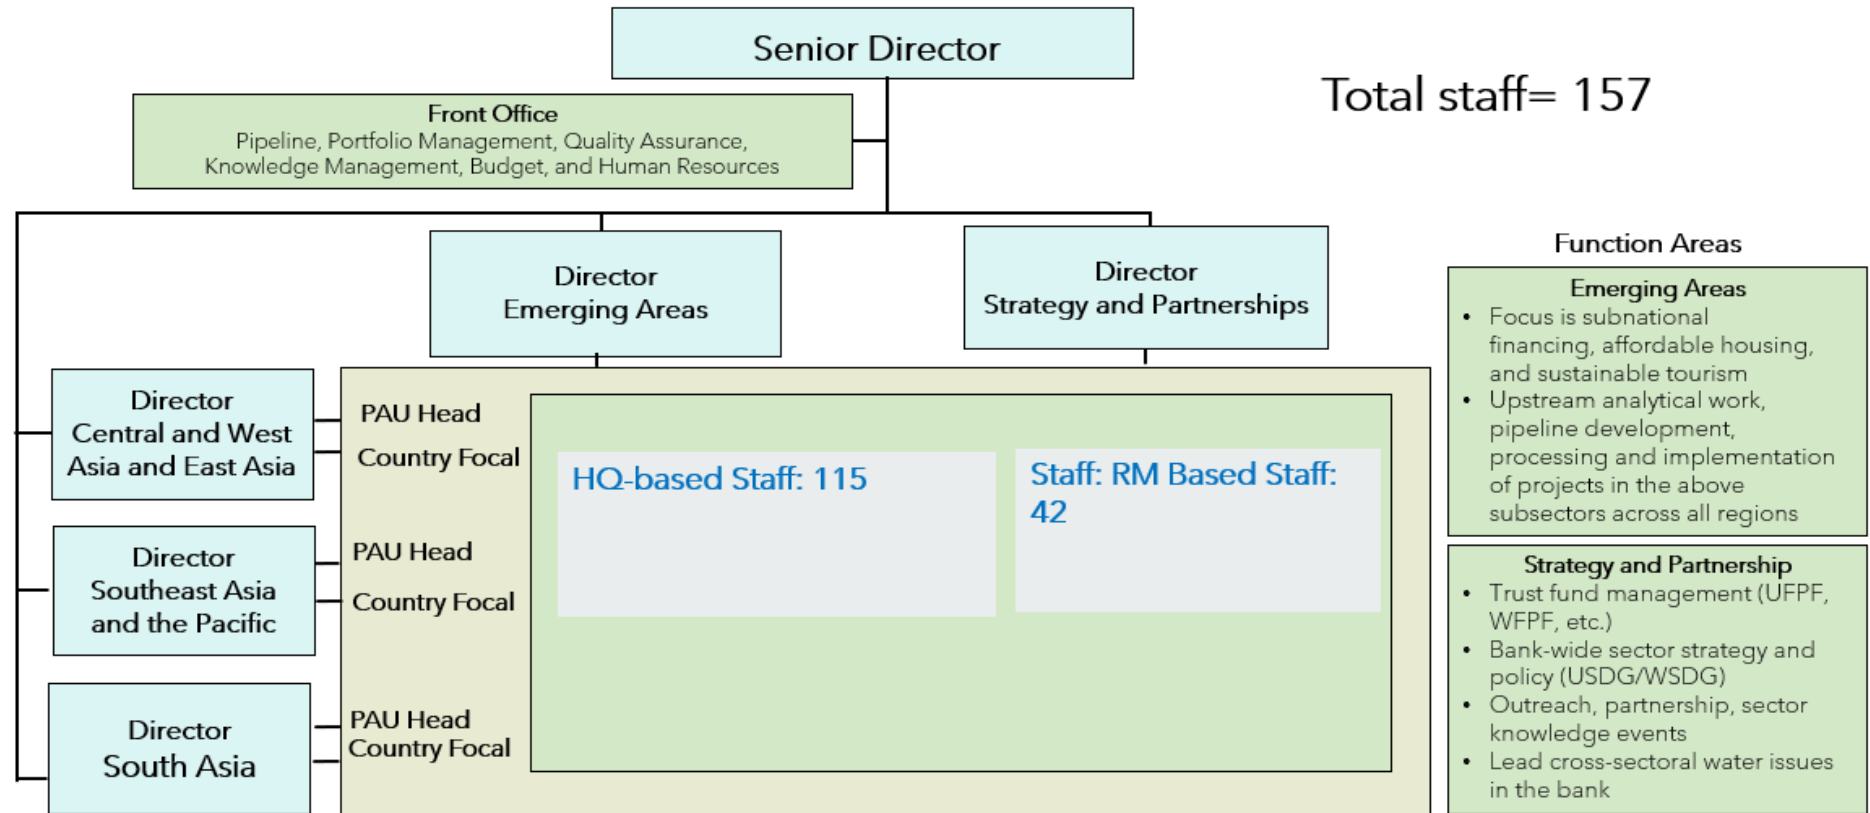 Senior Director
Total staff= 157
Front Office
Pipeline, Portfolio Management, Quality Assurance,
Knowledge Management, Budget, and Human Resources
Director
Emerging Areas
Director
Strategy and Partnerships
Function Areas
Emerging Areas
• Focus is subnational
financing, affordable housing,
and sustainable tourism
• Upstream analytical work,
pipeline development,
processing and implementation
of projects in the above
subsectors across all regions
Director
Central and West
Asia and East Asia
PAU Head
Country Focal
HQ-based Staff: 115
Staff: RM Based Staff:
42
Director
Southeast Asia
and the Pacific
PAU Head
Country Focal
Strategy and Partnership
• Trust fund management (UFPF,
WFPF, etc.)
• Bank-wide sector strategy and
policy (USDG/WSDG)
• Outreach, partnership, sector
knowledge events
• Lead cross-sectoral water issues
in the bank
Director
South Asia
PAU Head
Country Focal